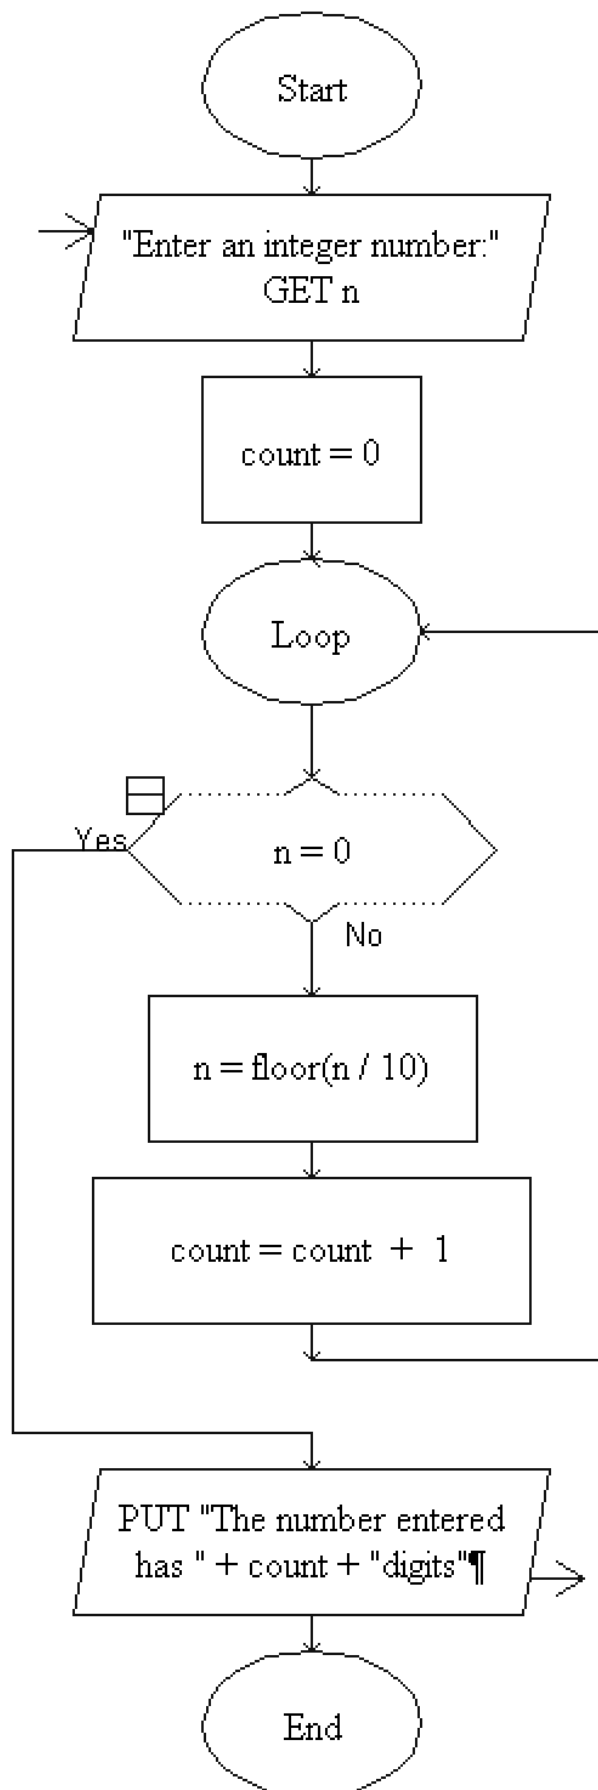 Start
"Enter an integer number:"
GET n
count = 0
Loop
Yes
n = 0
No
n = floor(n / 10)
count = count + 1
PUT "The number entered
has " + count + "digits"¶
End